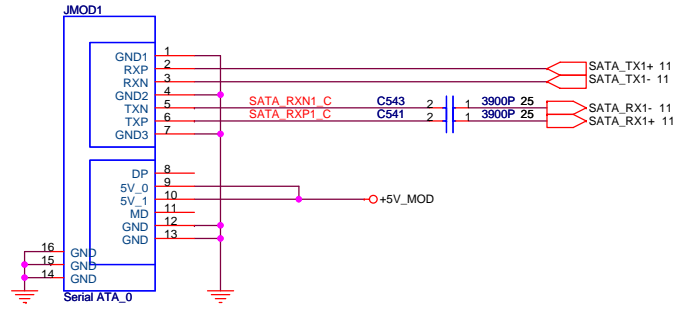 JMOD1
GND1 1
RXP 2 SATA_TX1+ 11
RXN 3 SATA_TX1- 11
GND2 4
TXN 5 SATA_RXN1_C C543 2 1 3900P 25 SATA_RX1- 11
TXP 6 SATA_RXP1_C C541 2 1 3900P 25 SATA_RX1+ 11
GND3 7
DP 8
5V_0 9
5V_1 10 +5V_MOD
MD 11
GND 12
GND 13
16 GND
15 GND
14 GND
Serial ATA_0